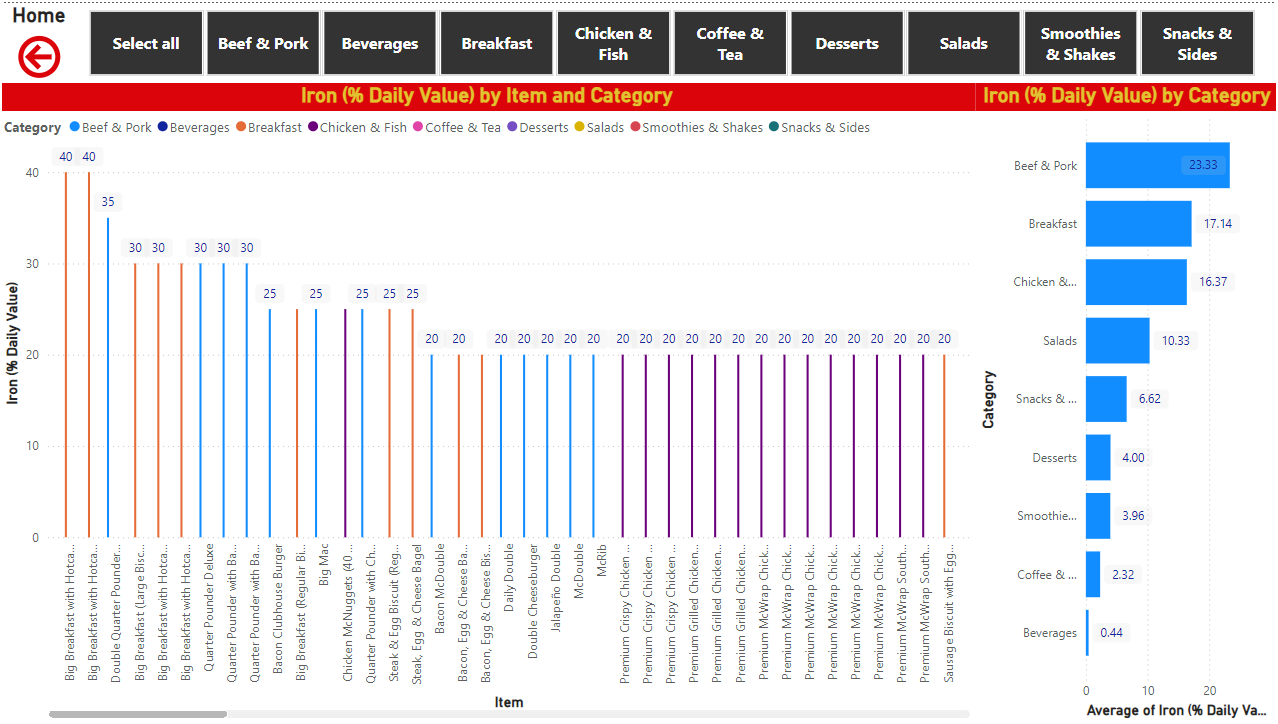 Home
Select all
Beef & Pork
Beverages
Breakfast
Chicken &
Fish
Coffee &
Tea
Desserts
Salads
Smoothies
& Shakes
Snacks &
Sides
Iron (% Daily Value) by Item and Category
Category Beef & Pork Beverages Breakfast Chicken & Fish Coffee & Tea Desserts Salads Smoothies & Shakes Snacks & Sides
Iron (% Daily Value)
40
30
20
10
0
40 40 35 30 30 30 30 30 25 25 25 25 25 20 20 20 20 20 20 20 20 20 20 20 20 20 20 20 20 20 20 20 20 20 20
Big Breakfast with Hotca...
Big Breakfast with Hotca...
Double Quarter Pounder...
Big Breakfast (Large Bisc...
Big Breakfast with Hotca...
Big Breakfast with Hotca...
Quarter Pounder Deluxe
Quarter Pounder with Ba...
Quarter Pounder with Ba...
Bacon Clubhouse Burger
Big Breakfast (Regular Bi...
Big Mac
Chicken McNuggets (40 ...
Quarter Pounder with Ch...
Steak & Egg Biscuit (Reg...
Steak, Egg & Cheese Bagel
Bacon McDouble
Bacon, Egg & Cheese Ba...
Bacon, Egg & Cheese Bis...
Daily Double
Double Cheeseburger
Jalapeño Double
McDouble
McRib
Premium Crispy Chicken ...
Premium Crispy Chicken ...
Premium Crispy Chicken ...
Premium Grilled Chicken...
Premium Grilled Chicken...
Premium Grilled Chicken...
Premium McWrap Chick...
Premium McWrap Chick...
Premium McWrap Chick...
Premium McWrap Chick...
Premium McWrap Chick...
Premium McWrap Chick...
Premium McWrap South...
Premium McWrap South...
Sausage Biscuit with Egg...
Item
Iron (% Daily Value) by Category
Category
Beef & Pork 23.33
Breakfast 17.14
Chicken &... 16.37
Salads 10.33
Snacks & ... 6.62
Desserts 4.00
Smoothie... 3.96
Coffee & ... 2.32
Beverages 0.44
0 10 20
Average of Iron (% Daily Va...